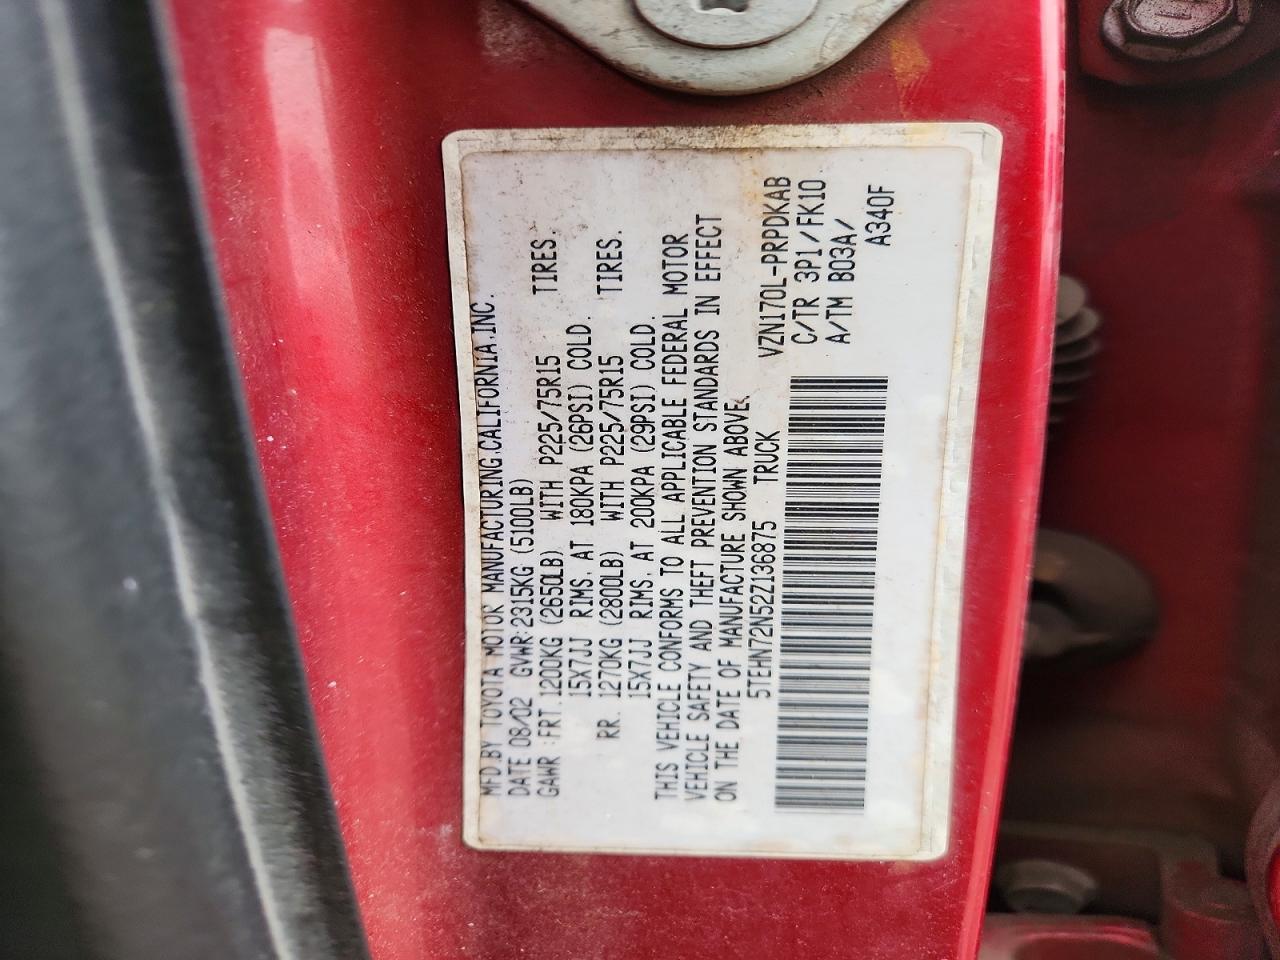 MFD.BY TOYOTA MOTOR MANUFACTURING.CALIFORNIA.INC.
DATE 08/02 GVWR:2315KG (5100LB)
GAWR :FRT.1200KG (2650LB) WITH P225/75R15 TIRES.
15X7JJ RIMS, AT 180KPA (26PSI) COLD.
RR. 1270KG (2800LB) WITH P225/75R15 TIRES.
15X7JJ RIMS, AT 200KPA (29PSI) COLD.
THIS VEHICLE CONFORMS TO ALL APPLICABLE FEDERAL MOTOR
VEHICLE SAFETY AND THEFT PREVENTION STANDARDS IN EFFECT
ON THE DATE OF MANUFACTURE SHOWN ABOVE.
5TEHN72N52Z136875 TRUCK VZN170L-PRPDKAB
C/TR 3P1/FK10
A/TM B03A/
A340F